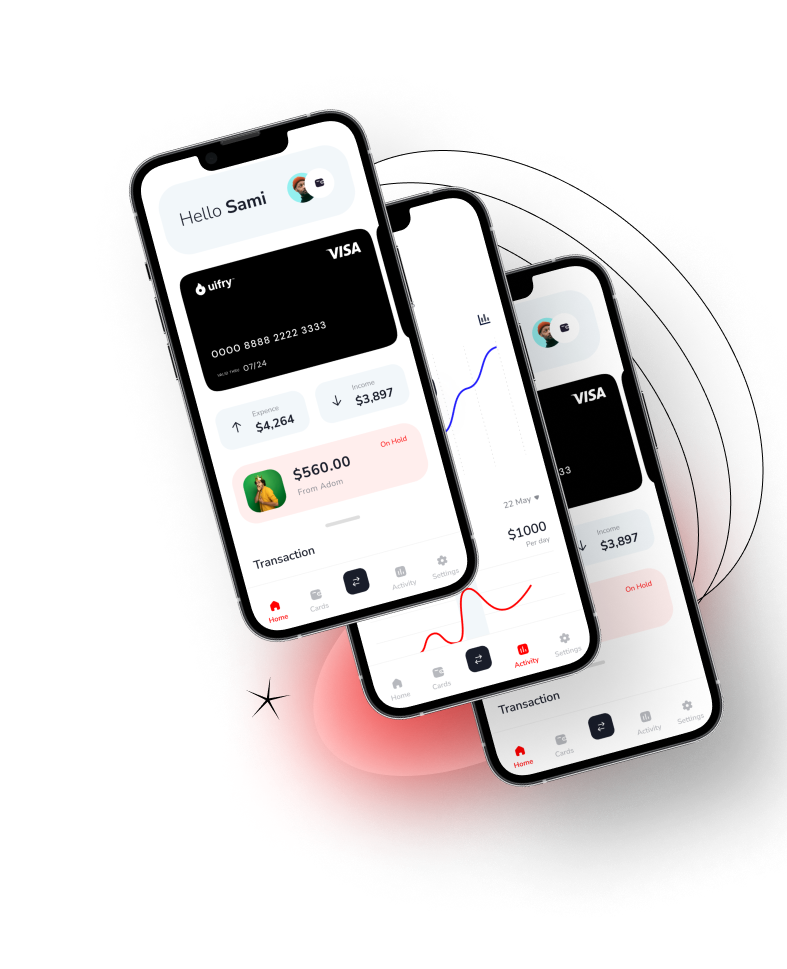 Hello Sami
VISA
uifry
0000 8888 2222 3333
VALID THRU 07/24
Expence
$4,264
Income
$3,897
On Hold
$560.00
From Adom
Transaction
Home
Cards
Activity
Settings
22 May
$1000
Per day
Home
Cards
Activity
Settings
VISA
33
Income
$3,897
On Hold
Transaction
Home
Cards
Activity
Settings